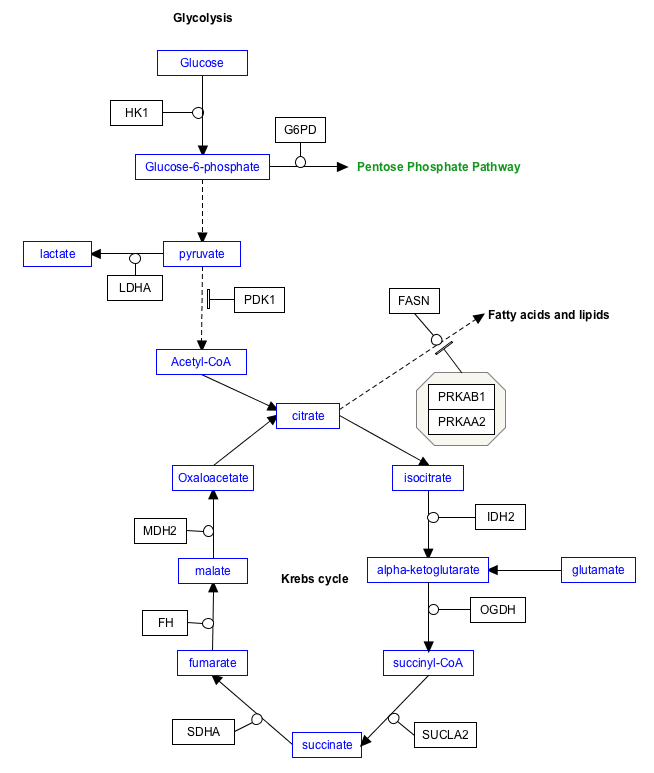 Glycolysis
Glucose
HK1
G6PD
Glucose-6-phosphate
Pentose Phosphate Pathway
lactate
pyruvate
LDHA
PDK1
FASN
Fatty acids and lipids
Acetyl-CoA
PRKAB1
citrate
PRKAA2
Oxaloacetate
isocitrate
MDH2
IDH2
malate
Krebs cycle
alpha-ketoglutarate
glutamate
FH
OGDH
fumarate
succinyl-CoA
SDHA
SUCLA2
succinate